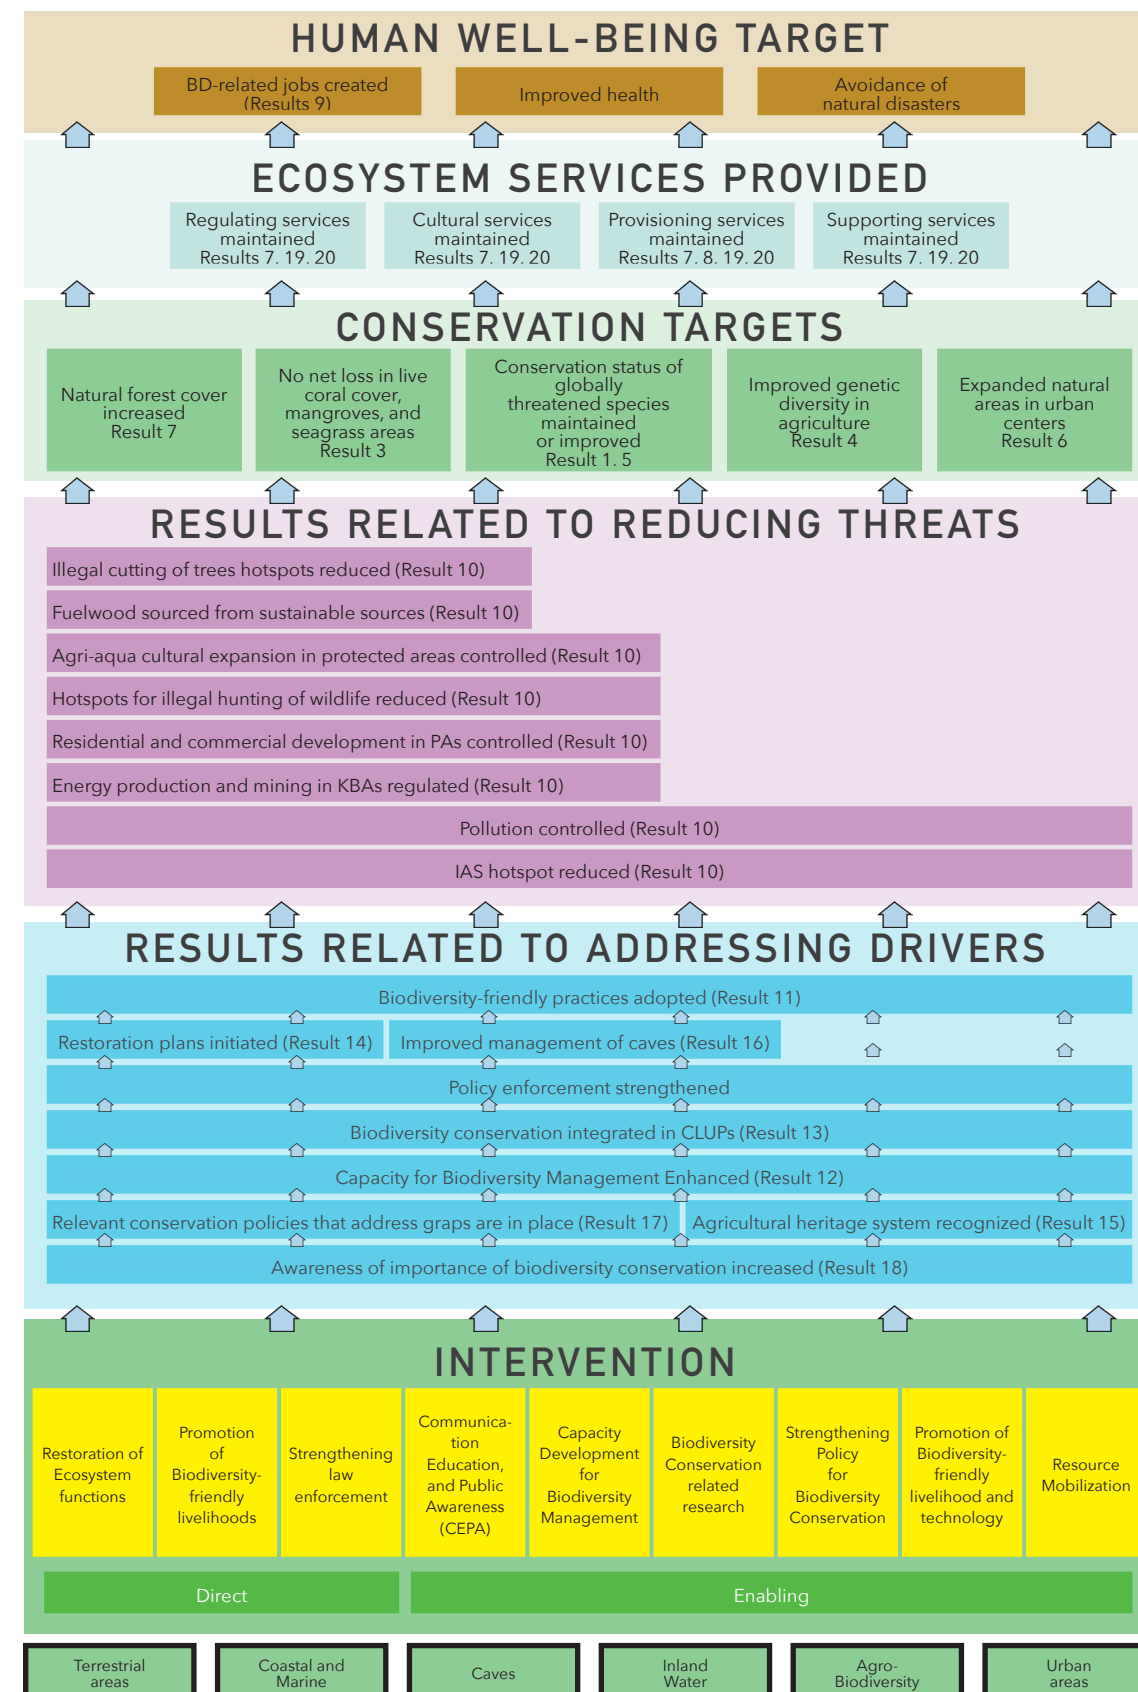 HUMAN WELL-BEING TARGET
BD-related jobs created
(Results 9)
Improved health
Avoidance of
natural disasters
ECOSYSTEM SERVICES PROVIDED
Regulating services
maintained
Results 7. 19. 20
Cultural services
maintained
Results 7. 19. 20
Provisioning services
maintained
Results 7. 8. 19. 20
Supporting services
maintained
Results 7. 19. 20
CONSERVATION TARGETS
Natural forest cover
increased
Result 7
No net loss in live
coral cover,
mangroves, and
seagrass areas
Result 3
Conservation status of
globally
threatened species
maintained
or improved
Result 1. 5
Improved genetic
diversity in
agriculture
Result 4
Expanded natural
areas in urban
centers
Result 6
RESULTS RELATED TO REDUCING THREATS
Illegal cutting of trees hotspots reduced (Result 10)
Fuelwood sourced from sustainable sources (Result 10)
Agri-aqua cultural expansion in protected areas controlled (Result 10)
Hotspots for illegal hunting of wildlife reduced (Result 10)
Residential and commercial development in PAs controlled (Result 10)
Energy production and mining in KBAs regulated (Result 10)
Pollution controlled (Result 10)
IAS hotspot reduced (Result 10)
RESULTS RELATED TO ADDRESSING DRIVERS
Biodiversity-friendly practices adopted (Result 11)
Restoration plans initiated (Result 14)
Improved management of caves (Result 16)
Policy enforcement strengthened
Biodiversity conservation integrated in CLUPs (Result 13)
Capacity for Biodiversity Management Enhanced (Result 12)
Relevant conservation policies that address graps are in place (Result 17)
Agricultural heritage system recognized (Result 15)
Awareness of importance of biodiversity conservation increased (Result 18)
INTERVENTION
Restoration of
Ecosystem
functions
Promotion
of
Biodiversity-
friendly
livelihoods
Strengthening
law
enforcement
Communica-
tion
Education,
and Public
Awareness
(CEPA)
Capacity
Development
for
Biodiversity
Management
Biodiversity
Conservation
related
research
Strengthening
Policy
for
Biodiversity
Conservation
Promotion of
Biodiversity-
friendly
livelihood and
technology
Resource
Mobilization
Direct
Enabling
Terrestrial
areas
Coastal and
Marine
Caves
Inland
Water
Agro-
Biodiversity
Urban
areas